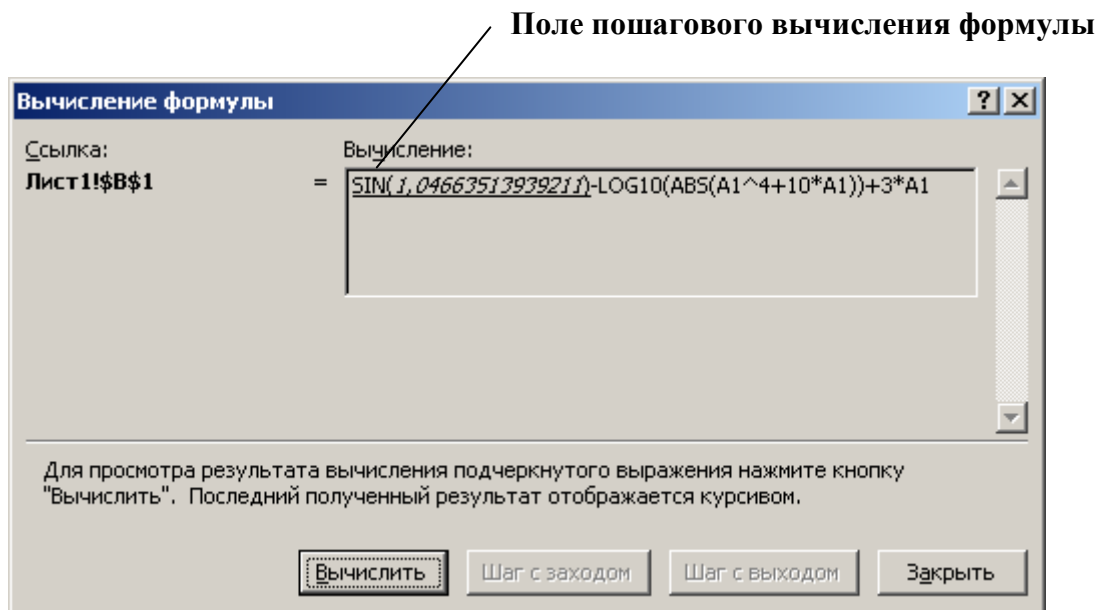 Поле пошагового вычисления формулы
Вычисление формулы
Ссылка:
Вычисление:
Лист1!$B$1 = SIN(1,04663513939211)-LOG10(ABS(A1^4+10*A1))+3*A1
Для просмотра результата вычисления подчеркнутого выражения нажмите кнопку
"Вычислить". Последний полученный результат отображается курсивом.
Вычислить Шаг с заходом Шаг с выходом Закрыть